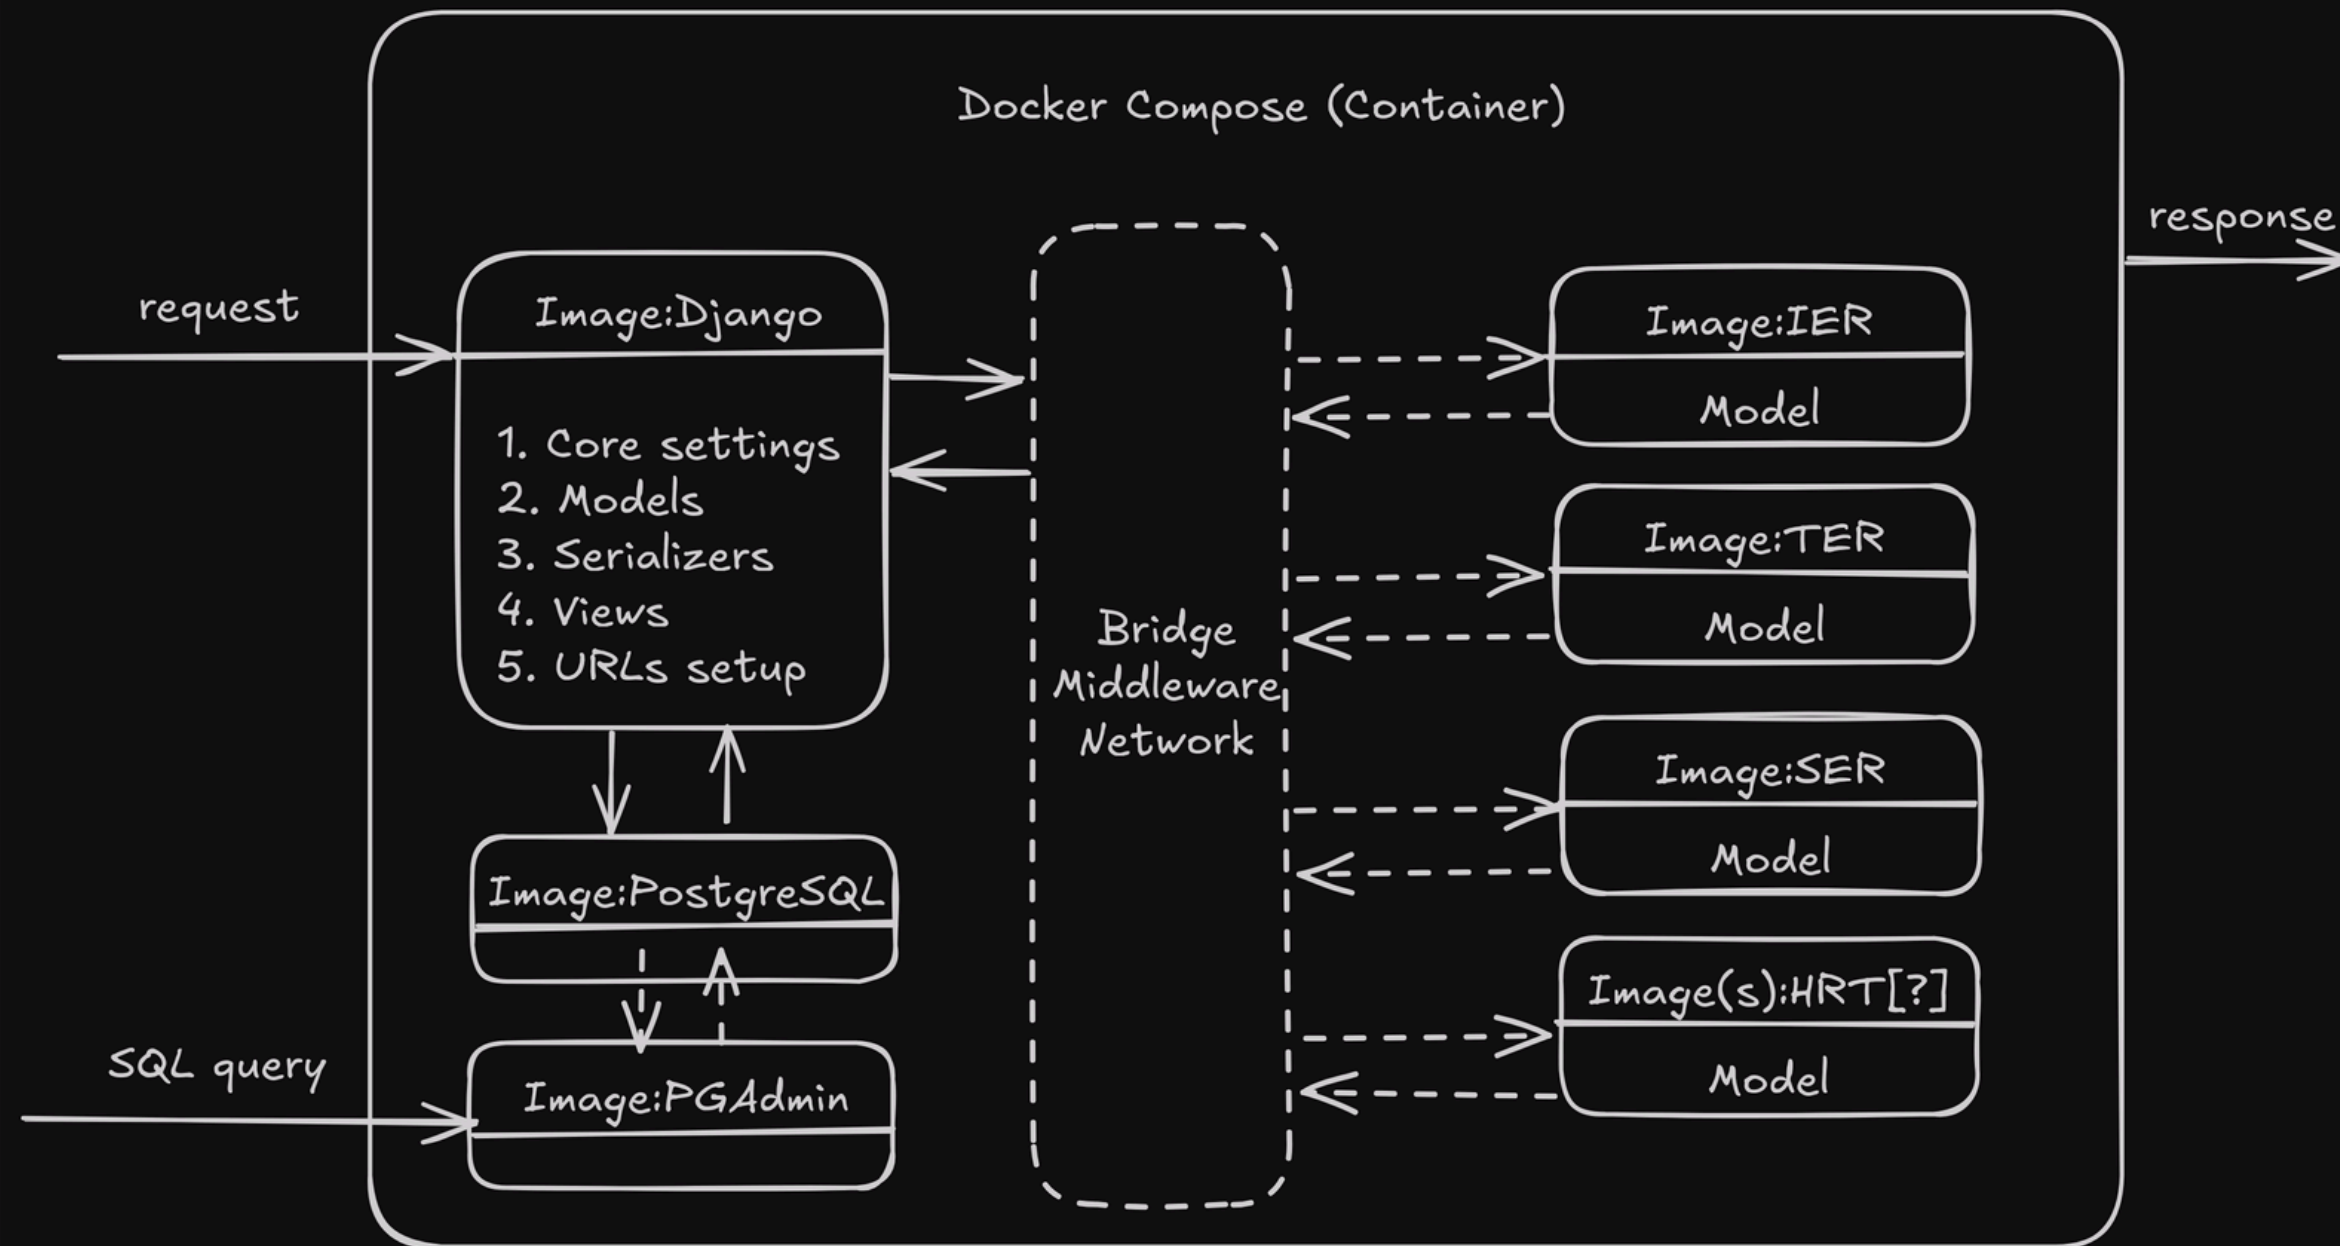 Docker Compose (Container)
request
response
Image:Django
1. Core settings
2. Models
3. Serializers
4. Views
5. URLs setup
Image:PostgreSQL
SQL query
Image:PGAdmin
Bridge
Middleware
Network
Image:IER
Model
Image:TER
Model
Image:SER
Model
Image(s):HRT[?]
Model